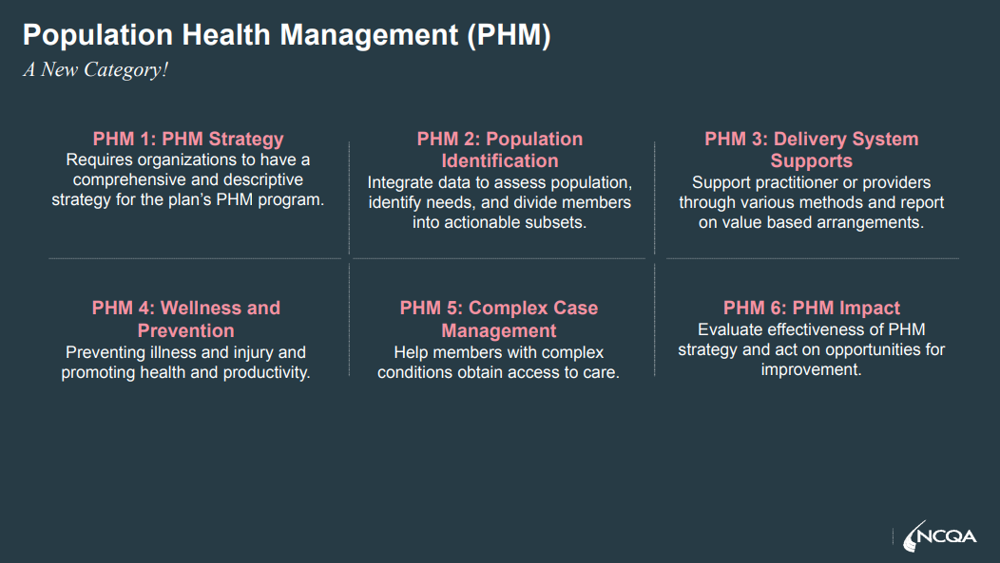 Population Health Management (PHM)
A New Category!
PHM 1: PHM Strategy
Requires organizations to have a
comprehensive and descriptive
strategy for the plan’s PHM program.
PHM 2: Population
Identification
Integrate data to assess population,
identify needs, and divide members
into actionable subsets.
PHM 3: Delivery System
Supports
Support practitioner or providers
through various methods and report
on value based arrangements.
PHM 4: Wellness and
Prevention
Preventing illness and injury and
promoting health and productivity.
PHM 5: Complex Case
Management
Help members with complex
conditions obtain access to care.
PHM 6: PHM Impact
Evaluate effectiveness of PHM
strategy and act on opportunities for
improvement.
NCQA